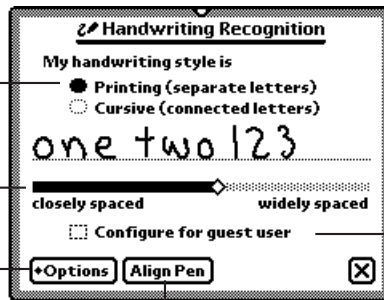 Handwriting Recognition
My handwriting style is
Printing (separate letters)
Cursive (connected letters)
one two 123
closely spaced widely spaced
Configure for guest user
Options Align Pen